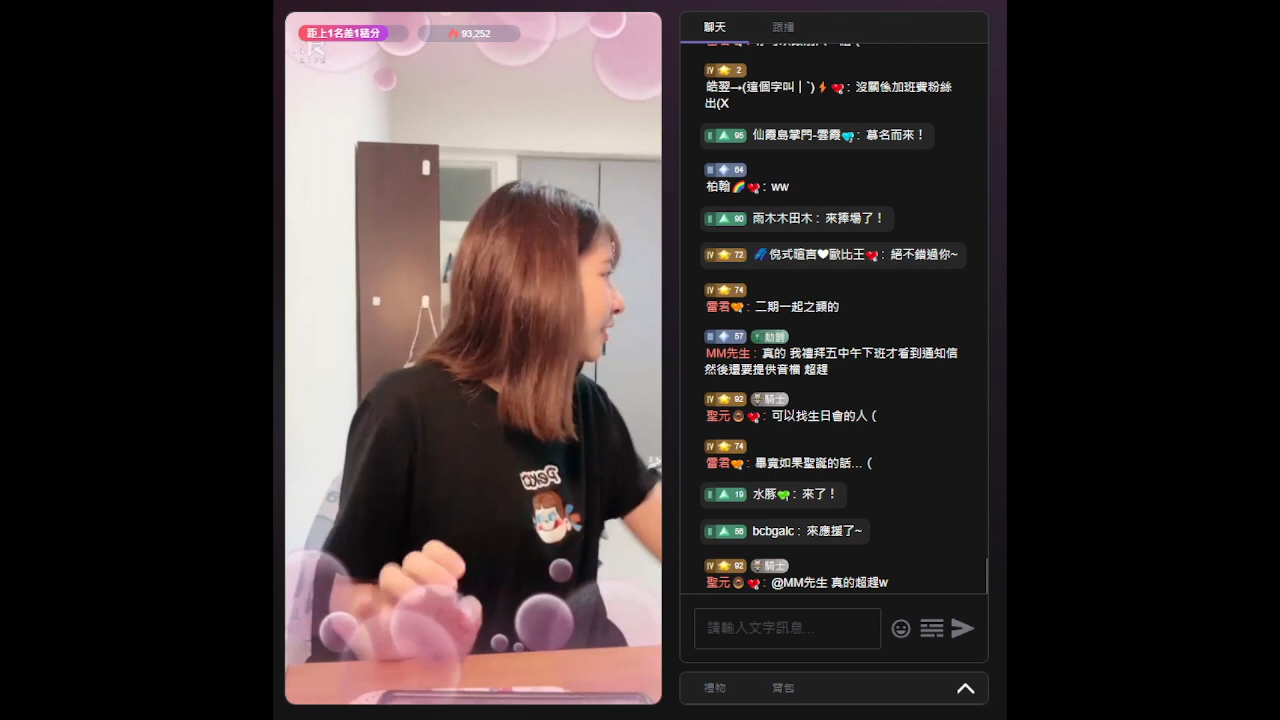 距上1名差1積分
93,252
浪
LIVE
Peko
聊天
跟播
IV 2
皓翌→(這個字叫丨ˋ): 沒關係加班費粉絲
出(X
II 95 仙霞島掌門-雲霞: 慕名而來！
III 64
柏翰: ww
II 90 雨木木田木: 來捧場了！
IV 72 倪式暄言歐比王: 絕不錯過你~
IV 74
雷君: 二期一起之類的
III 57 勳爵
MM先生: 真的 我禮拜五中午下班才看到通知信
然後還要提供音檔 超趕
IV 92 騎士
聖元: 可以找生日會的人 (
IV 74
雷君: 畢竟如果聖誕的話... (
II 19 水豚: 來了！
II 56 bcbgalc: 來應援了~
IV 92 騎士
聖元: @MM先生 真的超趕w
請輸入文字訊息...
禮物
背包